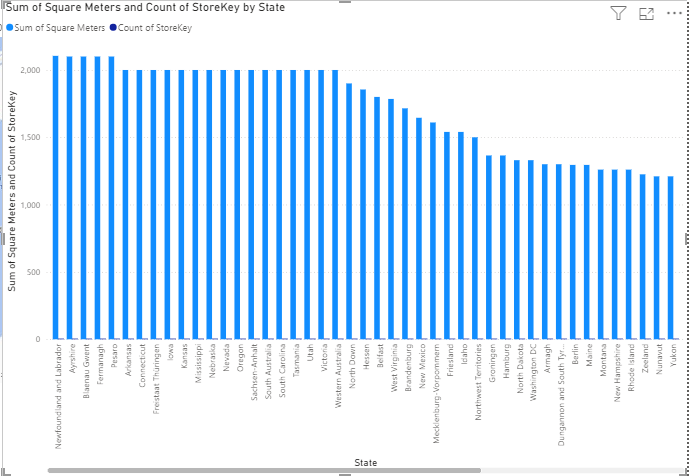 Sum of Square Meters and Count of StoreKey by State
Sum of Square Meters Count of StoreKey
Sum of Square Meters and Count of StoreKey
2,000
1,500
1,000
500
0
Newfoundland and Labrador
Ayrshire
Blaenau Gwent
Fermanagh
Pesaro
Arkansas
Connecticut
Freistaat Thüringen
Iowa
Kansas
Mississippi
Nebraska
Nevada
Oregon
Sachsen-Anhalt
South Australia
South Carolina
Tasmania
Utah
Victoria
Western Australia
North Down
Hessen
Belfast
West Virginia
Brandenburg
New Mexico
Mecklenburg-Vorpommern
Friesland
Idaho
Northwest Territories
Groningen
Hamburg
North Dakota
Washington DC
Armagh
Dungannon and South Tyr...
Berlin
Maine
Montana
New Hampshire
Rhode Island
Zeeland
Nunavut
Yukon
State